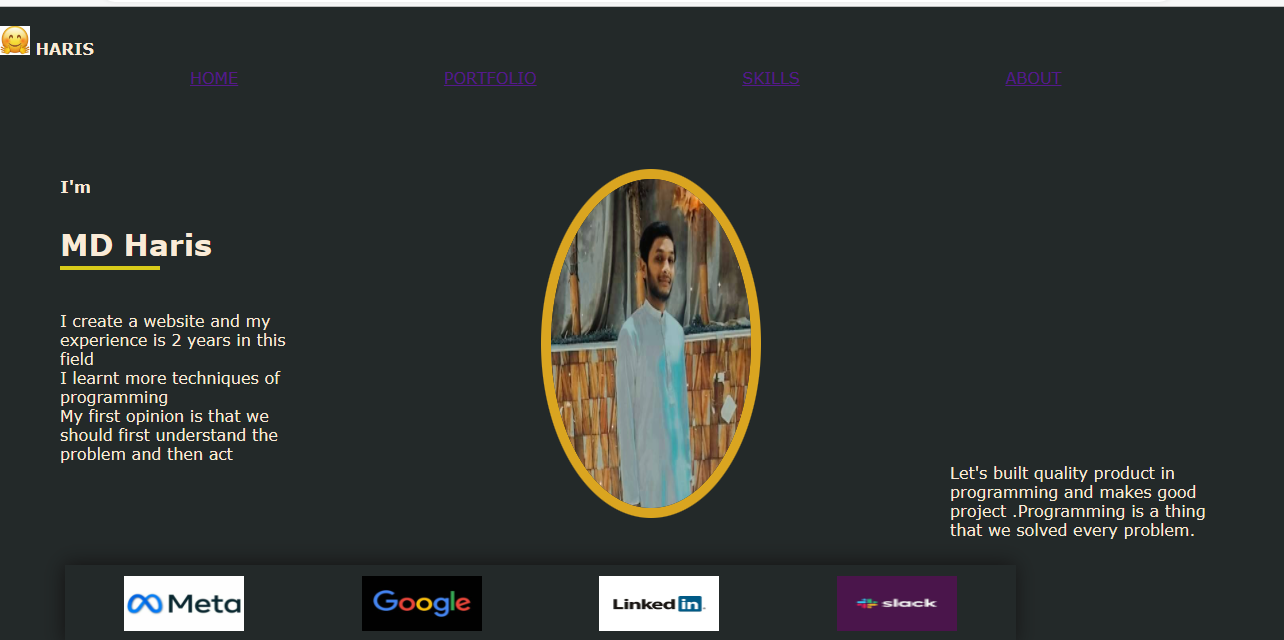 HARIS
HOME PORTFOLIO SKILLS ABOUT
I'm
MD Haris
I create a website and my
experience is 2 years in this
field
I learnt more techniques of
programming
My first opinion is that we
should first understand the
problem and then act
Let's built quality product in
programming and makes good
project .Programming is a thing
that we solved every problem.
Meta Google Linked in slack